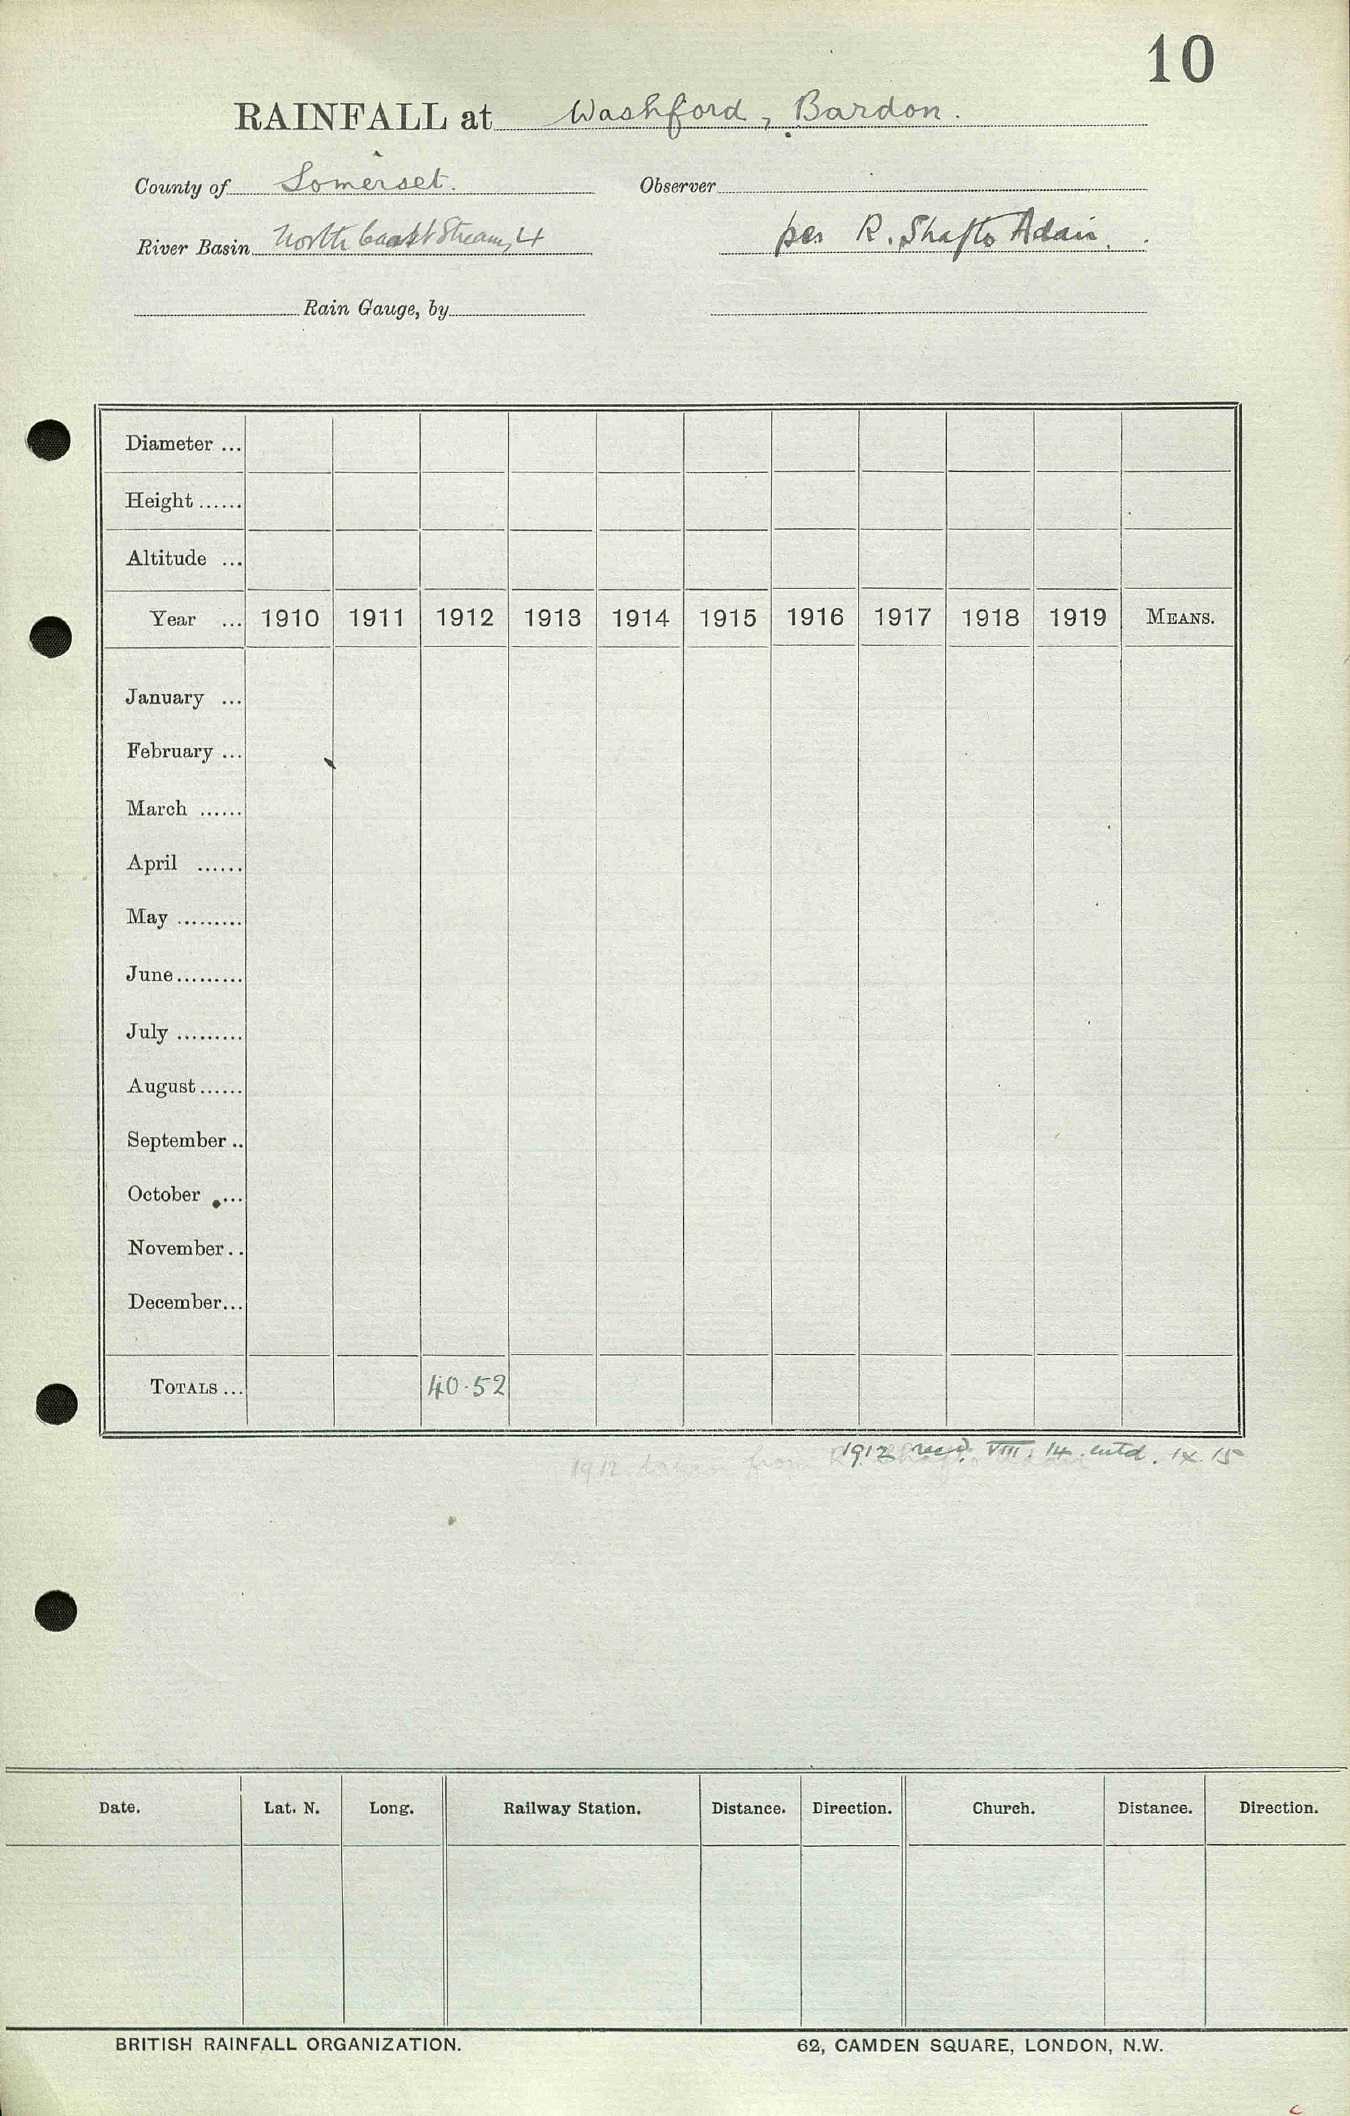 10
RAINFALL at Washford, Bardon.
County of Somerset. Observer
River Basin North Coast Streams 4 per R. Shafto Adair.
Rain Gauge, by
Diameter ...
Height ......
Altitude ...
Year ... 1910 1911 1912 1913 1914 1915 1916 1917 1918 1919 MEANS.
January ...
February ...
March ......
April ......
May .........
June.........
July .........
August......
September ..
October ....
November..
December...
TOTALS ... 40.52
1912 recd. VIII. 14 entd. IX 15
1912 taken from R. Shafto Adair
Date. Lat. N. Long. Railway Station. Distance. Direction. Church. Distance. Direction.
BRITISH RAINFALL ORGANIZATION. 62, CAMDEN SQUARE, LONDON, N.W.